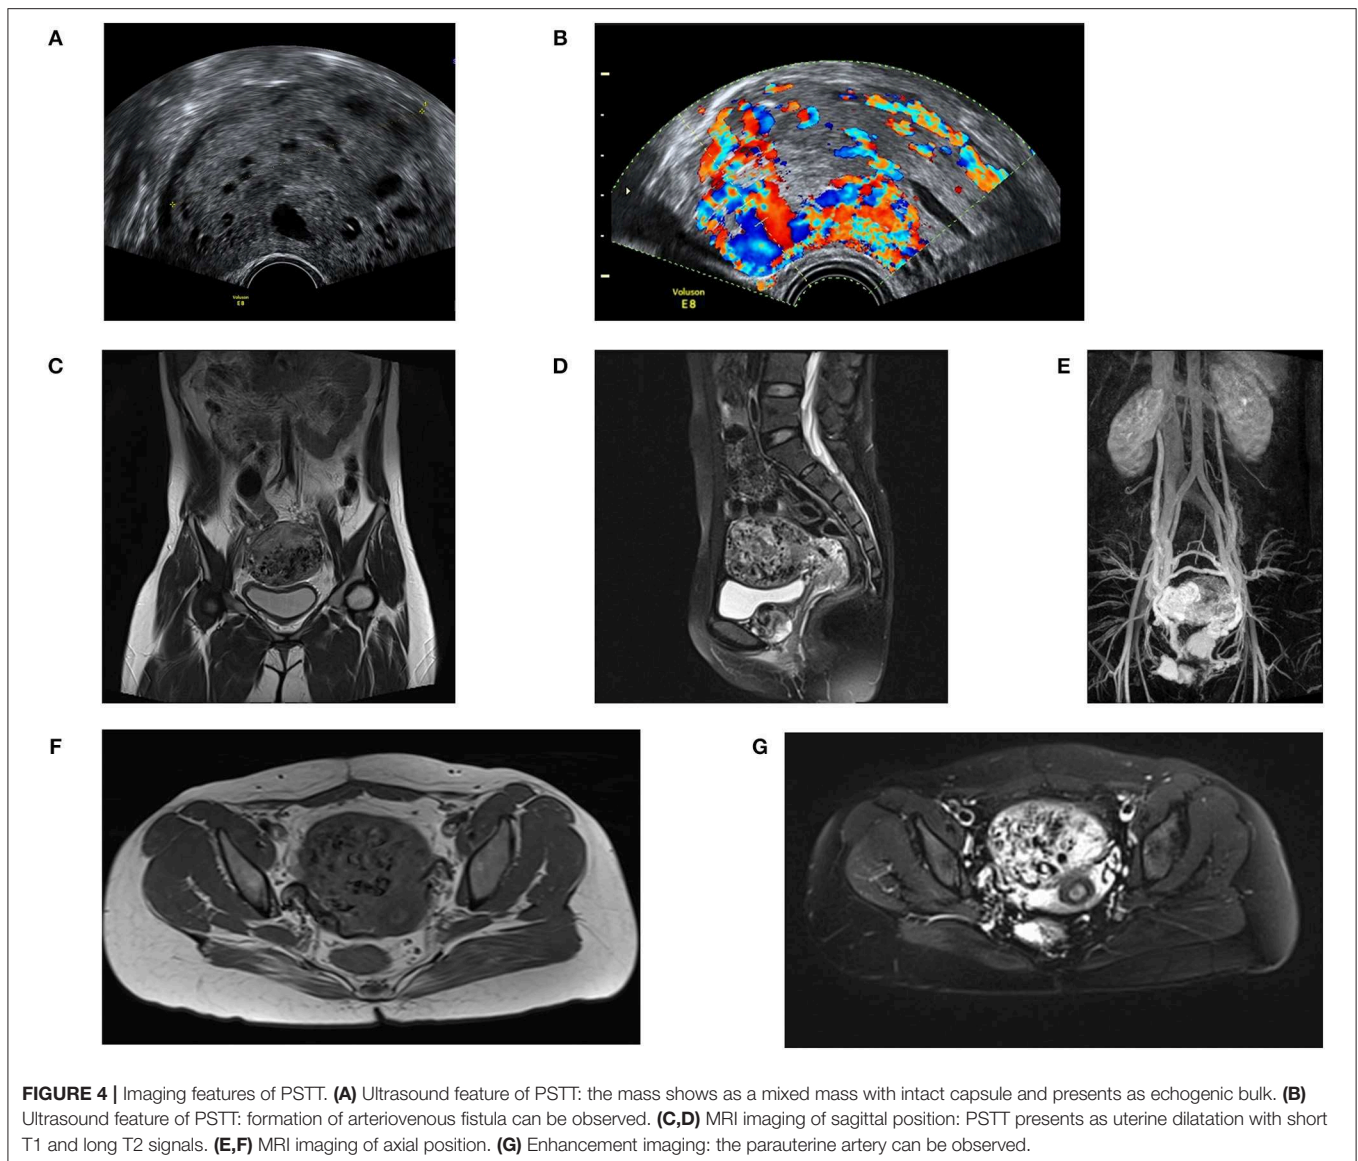 A
B
Voluson
E8
Voluson
E8
C
D
E
F
G
FIGURE 4 | Imaging features of PSTT. (A) Ultrasound feature of PSTT: the mass shows as a mixed mass with intact capsule and presents as echogenic bulk. (B)
Ultrasound feature of PSTT: formation of arteriovenous fistula can be observed. (C,D) MRI imaging of sagittal position: PSTT presents as uterine dilatation with short
T1 and long T2 signals. (E,F) MRI imaging of axial position. (G) Enhancement imaging: the parauterine artery can be observed.